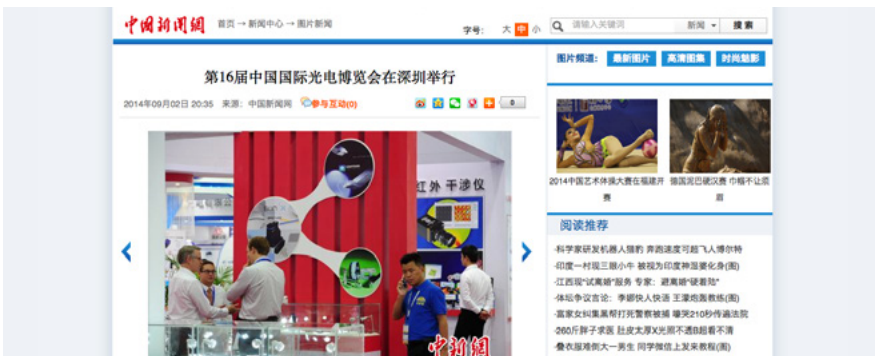 中國新聞網
首页 → 新闻中心 → 图片新闻
字号： 大 中 小
请输入关键词 新闻 搜索
第16届中国国际光电博览会在深圳举行
2014年09月02日 20:35 来源：中国新闻网 参与互动(0)
0
红外 干涉仪
中新網
图片频道： 最新图片 高清图集 时尚魅影
2014中国艺术体操大赛在福建开
赛
德国泥巴硬汉赛 巾帼不让须
眉
阅读推荐
·科学家研发机器人猎豹 奔跑速度可超飞人博尔特
·印度一村现三眼小牛 被视为印度神湿婆化身(图)
·江西现“试离婚”服务 专家：避离婚“硬着陆”
·体坛争议言论：李娜快人快语 王濛炮轰教练(图)
·富家女纠集黑帮打死警察被捕 嚎哭210秒传遍法院
·260斤胖子求医 肚皮太厚X光照不透B超看不清
·叠衣服难倒大一男生 同学微信上发来教程(图)